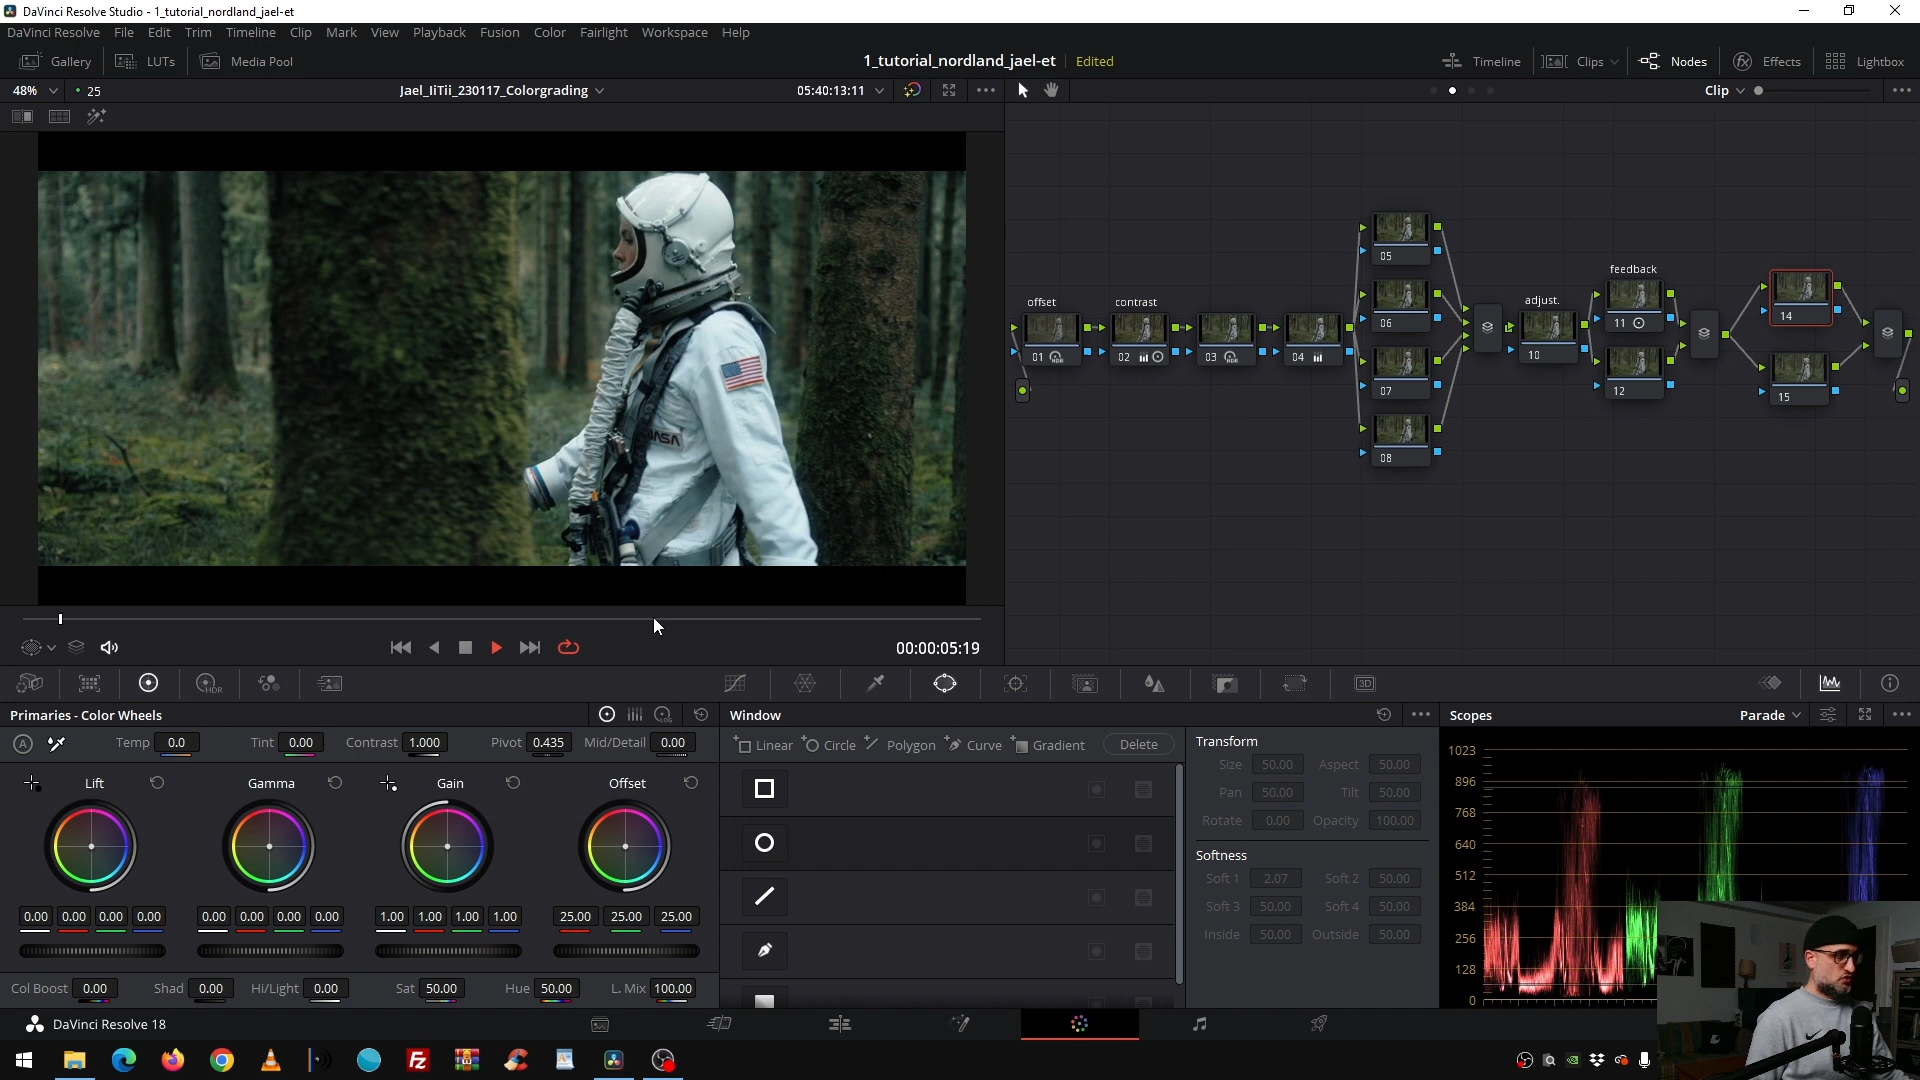 DaVinci Resolve Studio - 1_tutorial_nordland_jael-et
DaVinci Resolve File Edit Trim Timeline Clip Mark View Playback Fusion Color Fairlight Workspace Help
Gallery LUTs Media Pool 1_tutorial_nordland_jael-et Edited Timeline Clips Nodes Effects Lightbox
48% 25 Jael_IiTii_230117_Colorgrading 05:40:13:11 Clip
NASA
offset
contrast
adjust.
feedback
01 HDR
02
03 HDR
04
05
06
07
08
10
11
12
14
15
00:00:05:19
HDR
3D
Primaries - Color Wheels
LOG
Temp 0.0 Tint 0.00 Contrast 1.000 Pivot 0.435 Mid/Detail 0.00
Lift Gamma Gain Offset
0.00 0.00 0.00 0.00 0.00 0.00 0.00 0.00 1.00 1.00 1.00 1.00 25.00 25.00 25.00
Col Boost 0.00 Shad 0.00 Hi/Light 0.00 Sat 50.00 Hue 50.00 L. Mix 100.00
Window
Linear Circle Polygon Curve Gradient Delete
Transform
Size 50.00 Aspect 50.00
Pan 50.00 Tilt 50.00
Rotate 0.00 Opacity 100.00
Softness
Soft 1 2.07 Soft 2 50.00
Soft 3 50.00 Soft 4 50.00
Inside 50.00 Outside 50.00
Scopes Parade
1023
896
768
640
512
384
256
128
0
DaVinci Resolve 18